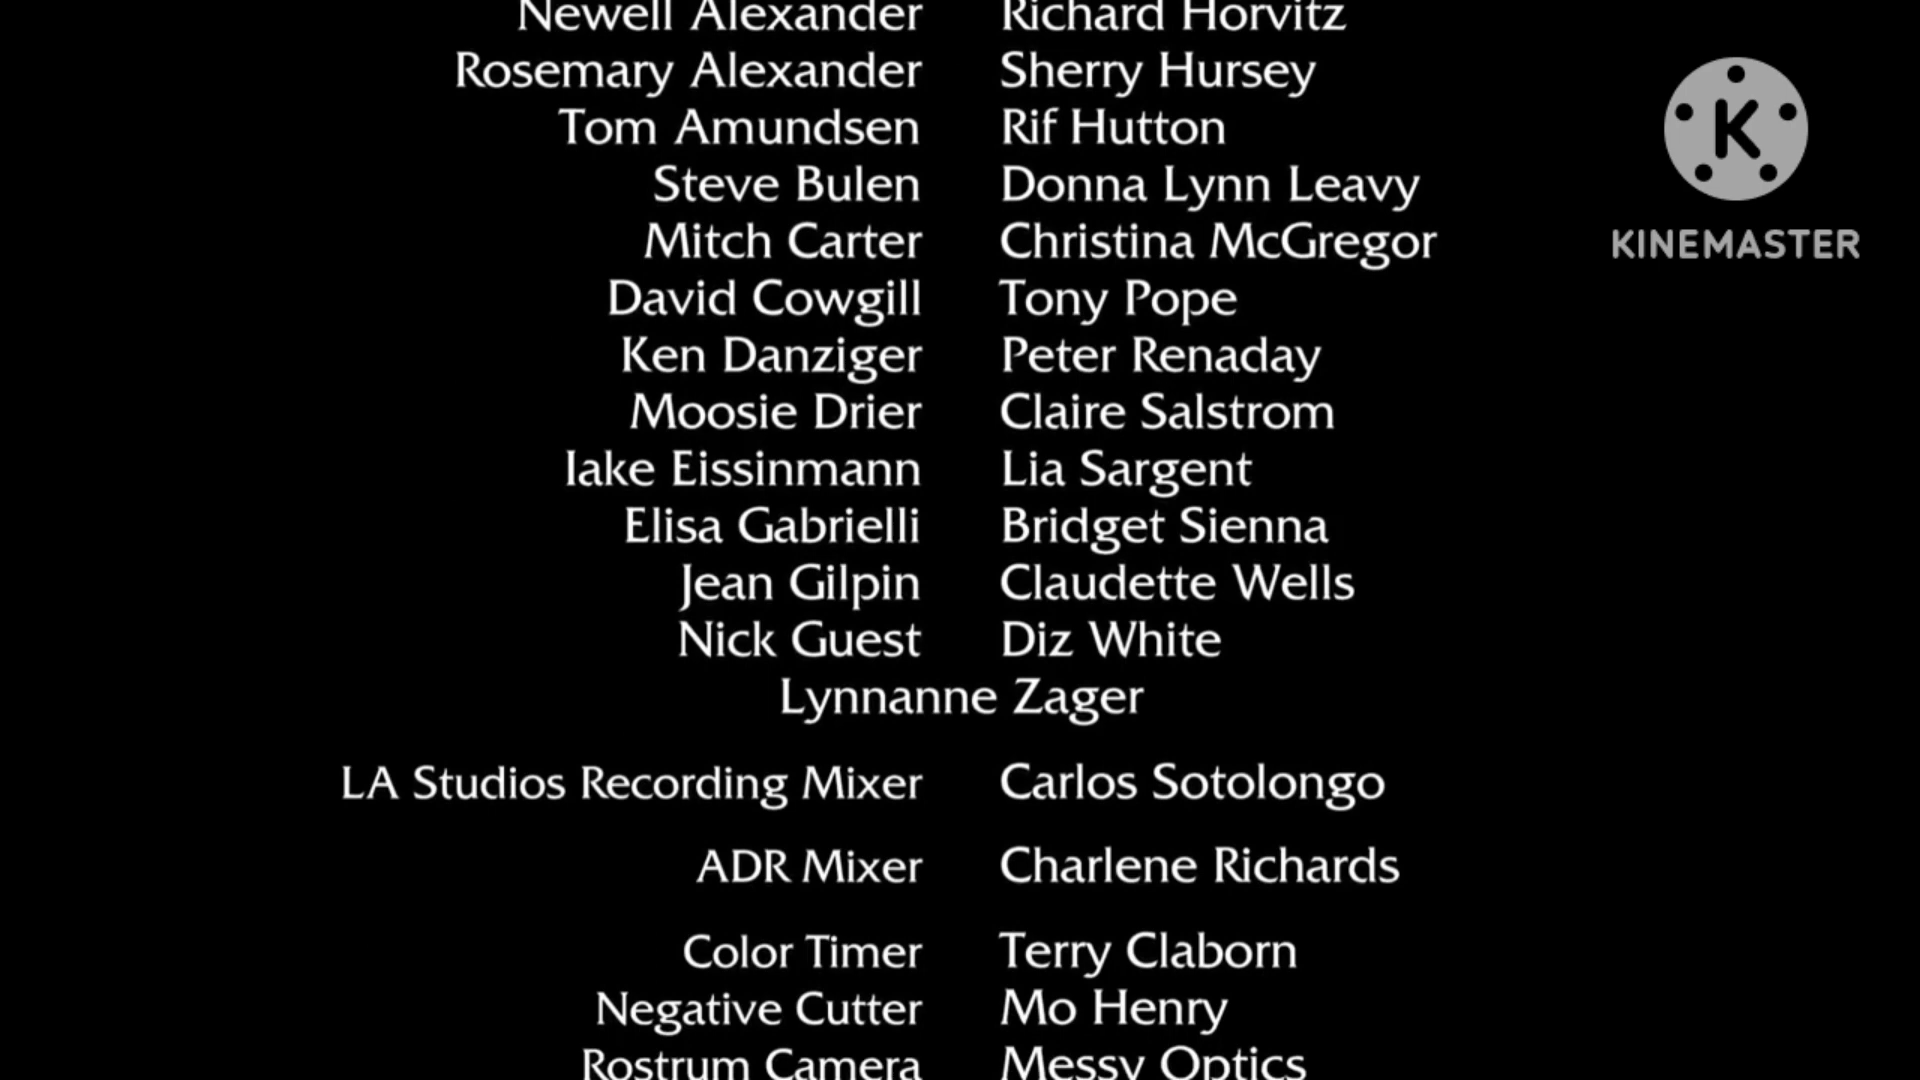 Newell Alexander Richard Horvitz
Rosemary Alexander Sherry Hursey
Tom Amundsen Rif Hutton
Steve Bulen Donna Lynn Leavy
Mitch Carter Christina McGregor
David Cowgill Tony Pope
Ken Danziger Peter Renaday
Moosie Drier Claire Salstrom
Iake Eissinmann Lia Sargent
Elisa Gabrielli Bridget Sienna
Jean Gilpin Claudette Wells
Nick Guest Diz White
Lynnanne Zager
LA Studios Recording Mixer Carlos Sotolongo
ADR Mixer Charlene Richards
Color Timer Terry Claborn
Negative Cutter Mo Henry
Rostrum Camera Messy Optics
K
KINEMASTER